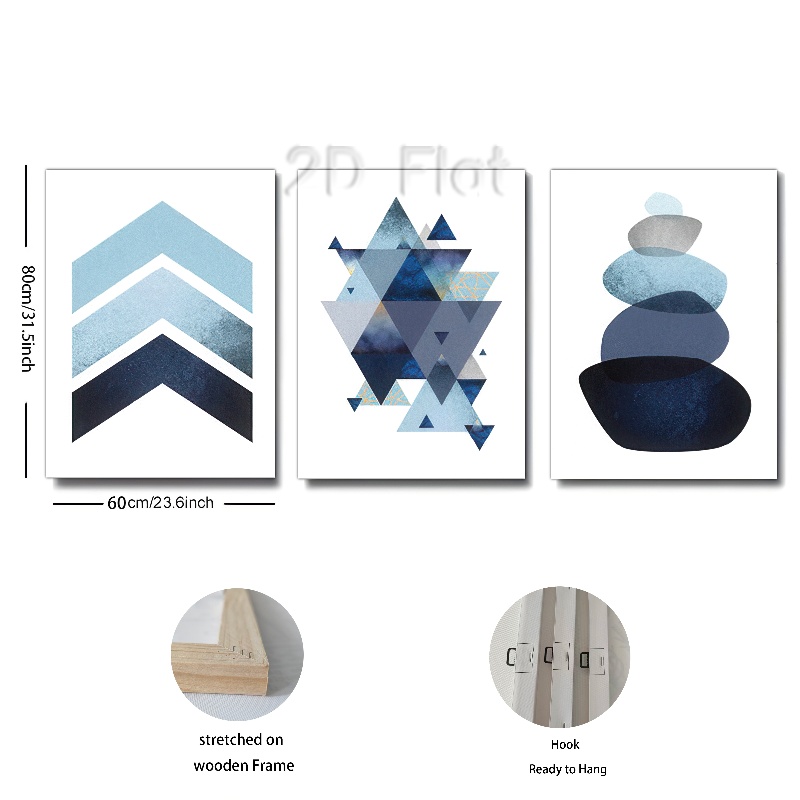 2D Flat
80cm/31.5inch
60cm/23.6inch
stretched on
wooden Frame
Hook
Ready to Hang